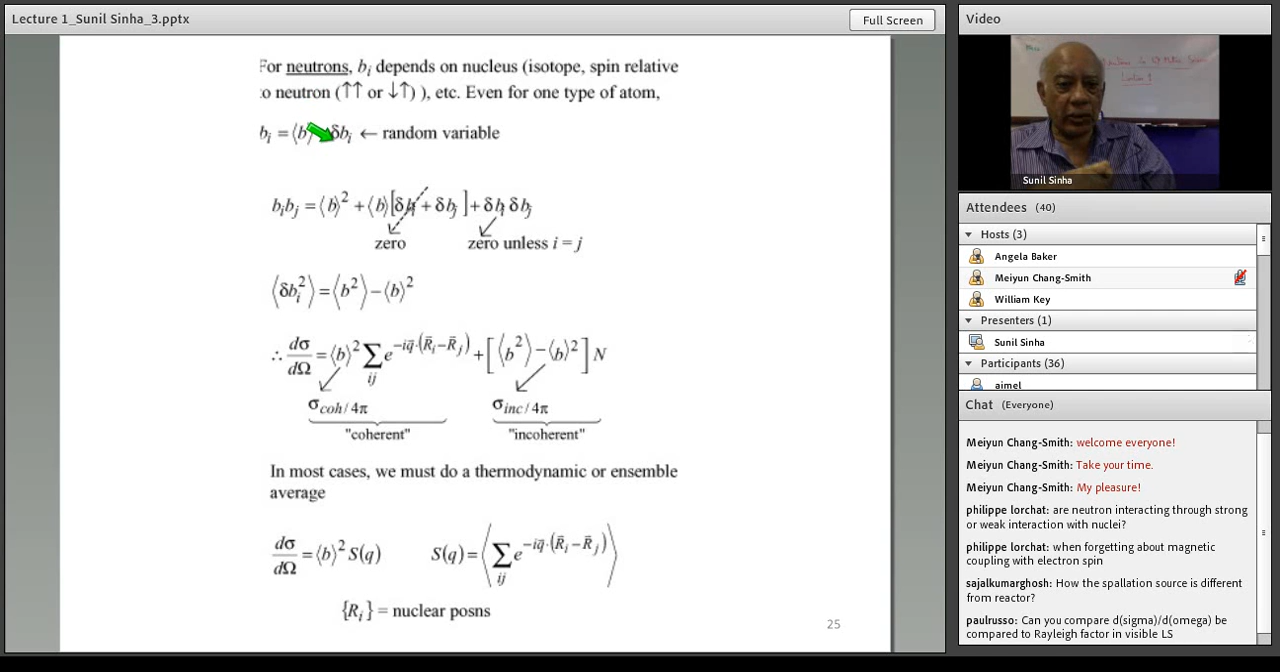 Lecture 1_Sunil Sinha_3.pptx
Full Screen
For neutrons, bᵢ depends on nucleus (isotope, spin relative
to neutron (↑↑ or ↓↑) ), etc. Even for one type of atom,
bᵢ = ⟨b⟩ δbᵢ ← random variable
bᵢbⱼ = ⟨b⟩² + ⟨b⟩[δbᵢ + δbⱼ] + δbᵢ δbⱼ
zero
zero unless i = j
⟨δbᵢ²⟩ = ⟨b²⟩ − ⟨b⟩²
∴ dσ/dΩ = ⟨b⟩² ∑ᵢⱼ e^{−iq⃗·(R⃗ᵢ−R⃗ⱼ)} + [⟨b²⟩ − ⟨b⟩²] N
σcoh/4π
σinc/4π
"coherent"
"incoherent"
In most cases, we must do a thermodynamic or ensemble
average
dσ/dΩ = ⟨b⟩² S(q) S(q) = ⟨∑ᵢⱼ e^{−iq⃗·(R⃗ᵢ−R⃗ⱼ)}⟩
{Rᵢ} = nuclear posns
25
Video
Lecture 1
Sunil Sinha
Attendees (40)
Hosts (3)
Angela Baker
Meiyun Chang-Smith
William Key
Presenters (1)
Sunil Sinha
Participants (36)
aimel
Chat (Everyone)
Meiyun Chang-Smith: welcome everyone!
Meiyun Chang-Smith: Take your time.
Meiyun Chang-Smith: My pleasure!
philippe lorchat: are neutron interacting through strong
or weak interaction with nuclei?
philippe lorchat: when forgetting about magnetic
coupling with electron spin
sajalkumarghosh: How the spallation source is different
from reactor?
paulrusso: Can you compare d(sigma)/d(omega) be
compared to Rayleigh factor in visible LS